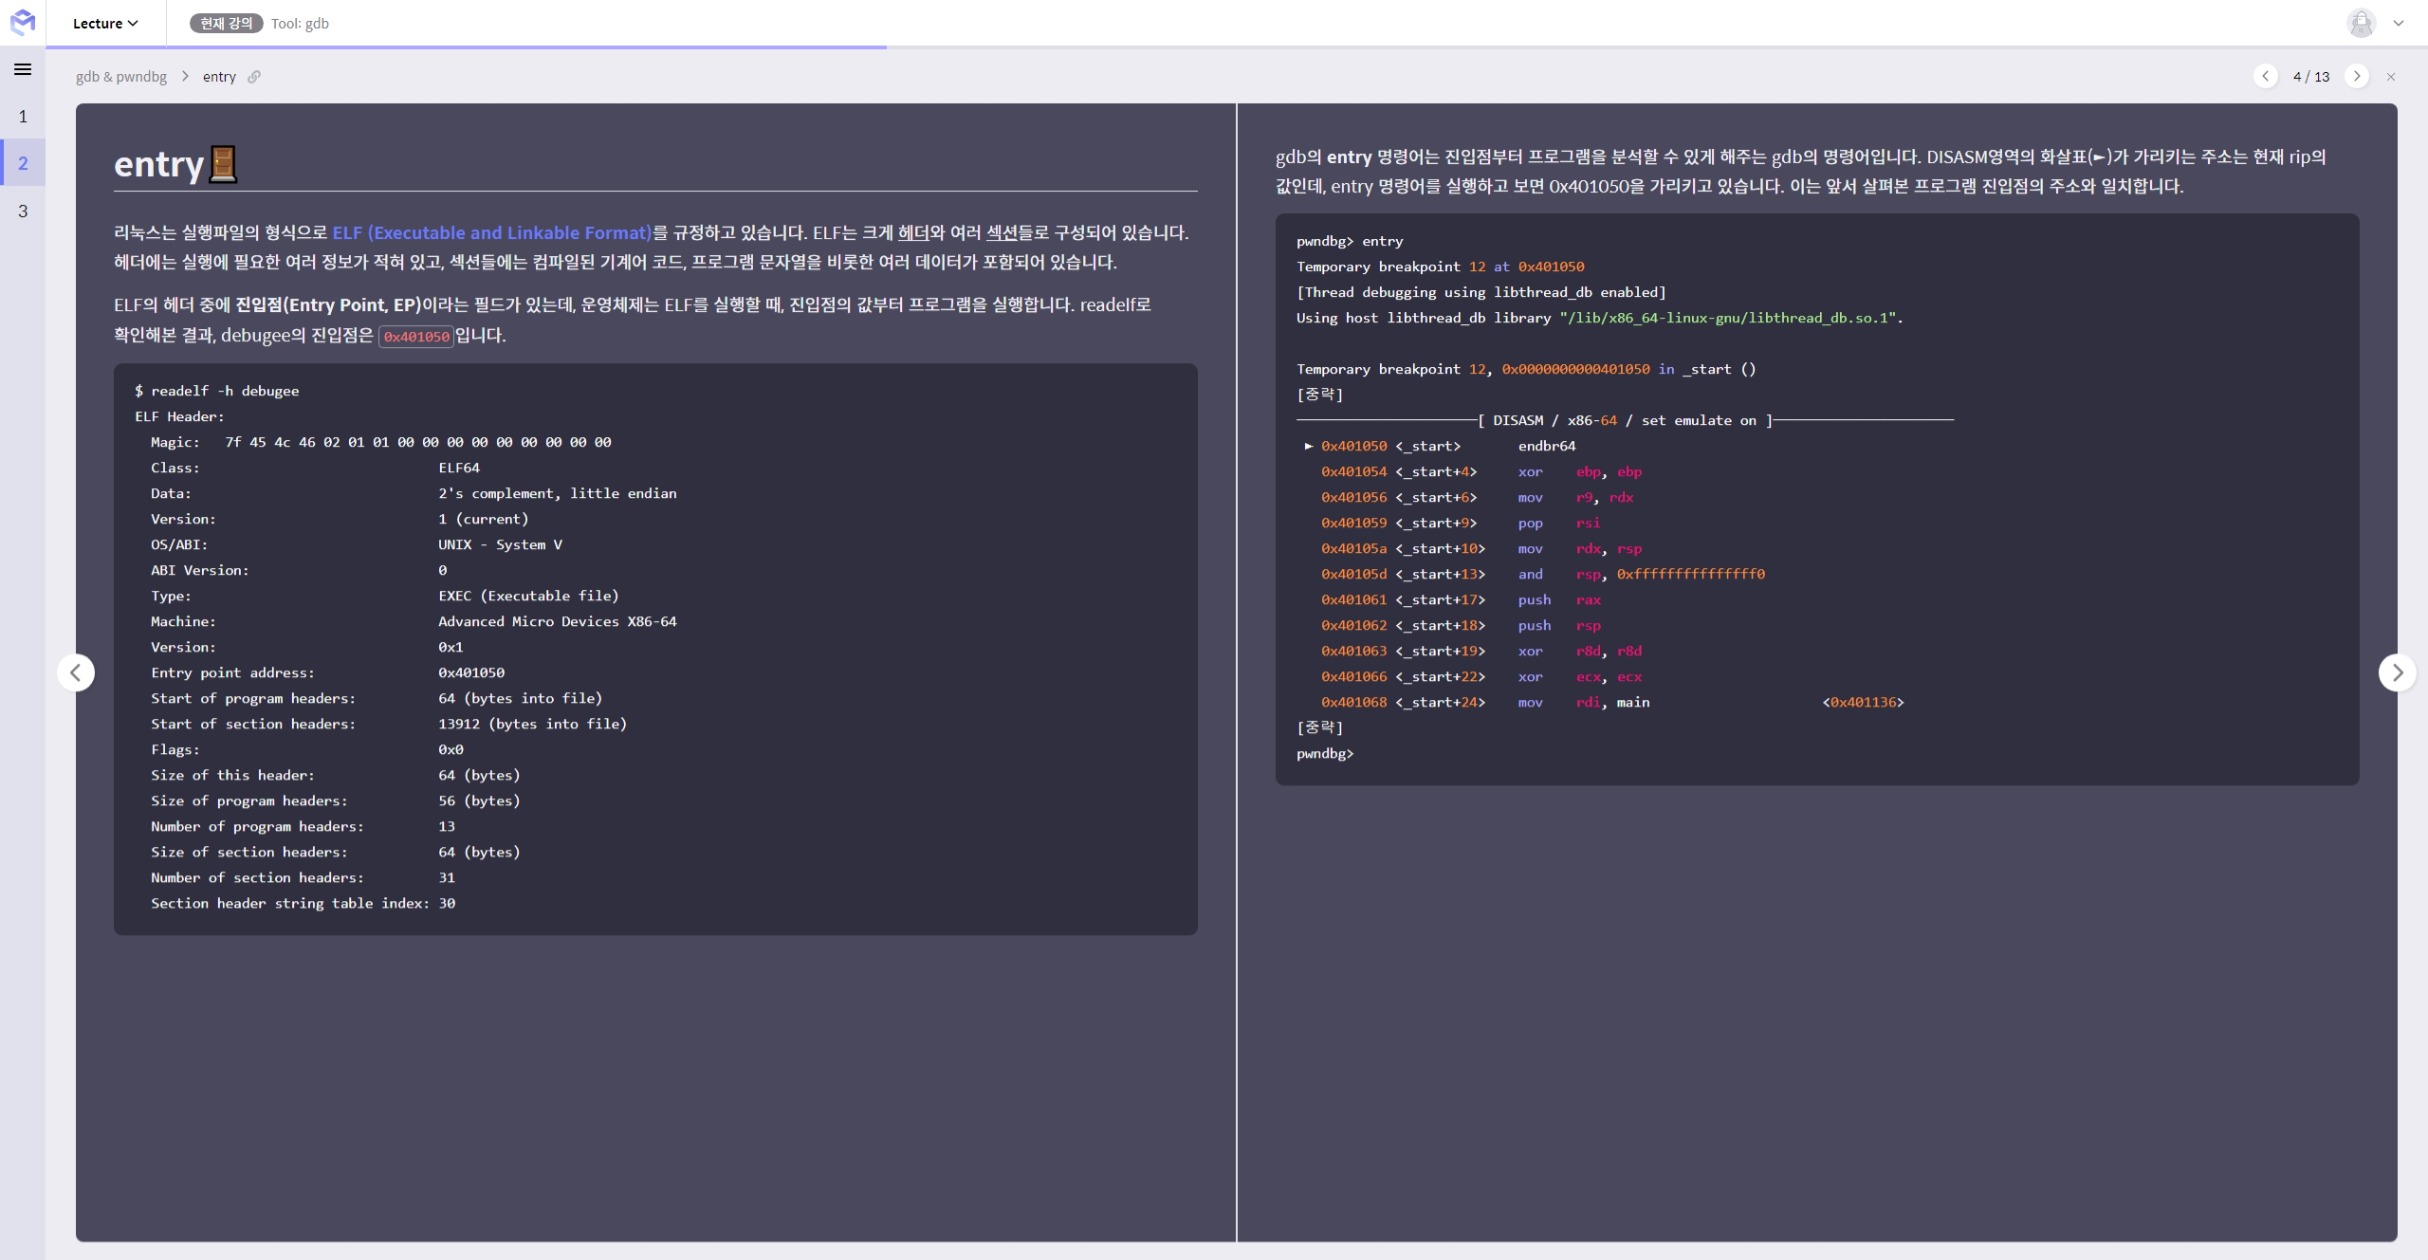 Lecture
현재 강의 Tool: gdb
gdb & pwndbg > entry
4 / 13
1
2
3
entry
리눅스는 실행파일의 형식으로 ELF (Executable and Linkable Format)를 규정하고 있습니다. ELF는 크게 헤더와 여러 섹션들로 구성되어 있습니다.
헤더에는 실행에 필요한 여러 정보가 적혀 있고, 섹션들에는 컴파일된 기계어 코드, 프로그램 문자열을 비롯한 여러 데이터가 포함되어 있습니다.
ELF의 헤더 중에 진입점(Entry Point, EP)이라는 필드가 있는데, 운영체제는 ELF를 실행할 때, 진입점의 값부터 프로그램을 실행합니다. readelf로
확인해본 결과, debugee의 진입점은 0x401050입니다.
$ readelf -h debugee
ELF Header:
Magic: 7f 45 4c 46 02 01 01 00 00 00 00 00 00 00 00 00
Class: ELF64
Data: 2's complement, little endian
Version: 1 (current)
OS/ABI: UNIX - System V
ABI Version: 0
Type: EXEC (Executable file)
Machine: Advanced Micro Devices X86-64
Version: 0x1
Entry point address: 0x401050
Start of program headers: 64 (bytes into file)
Start of section headers: 13912 (bytes into file)
Flags: 0x0
Size of this header: 64 (bytes)
Size of program headers: 56 (bytes)
Number of program headers: 13
Size of section headers: 64 (bytes)
Number of section headers: 31
Section header string table index: 30
gdb의 entry 명령어는 진입점부터 프로그램을 분석할 수 있게 해주는 gdb의 명령어입니다. DISASM영역의 화살표(►)가 가리키는 주소는 현재 rip의
값인데, entry 명령어를 실행하고 보면 0x401050을 가리키고 있습니다. 이는 앞서 살펴본 프로그램 진입점의 주소와 일치합니다.
pwndbg> entry
Temporary breakpoint 12 at 0x401050
[Thread debugging using libthread_db enabled]
Using host libthread_db library "/lib/x86_64-linux-gnu/libthread_db.so.1".
Temporary breakpoint 12, 0x0000000000401050 in _start ()
[중략]
──────────────────────[ DISASM / x86-64 / set emulate on ]──────────────────────
► 0x401050 <_start> endbr64
0x401054 <_start+4> xor ebp, ebp
0x401056 <_start+6> mov r9, rdx
0x401059 <_start+9> pop rsi
0x40105a <_start+10> mov rdx, rsp
0x40105d <_start+13> and rsp, 0xfffffffffffffff0
0x401061 <_start+17> push rax
0x401062 <_start+18> push rsp
0x401063 <_start+19> xor r8d, r8d
0x401066 <_start+22> xor ecx, ecx
0x401068 <_start+24> mov rdi, main <0x401136>
[중략]
pwndbg>